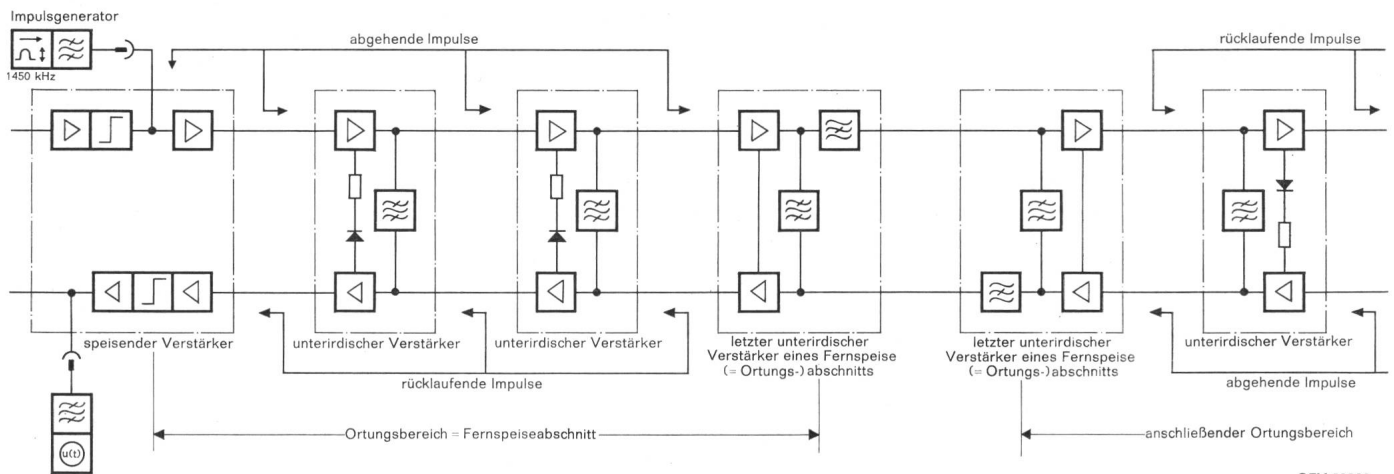 Impulsgenerator
1450 kHz
abgehende Impulse
rücklaufende Impulse
speisender Verstärker
unterirdischer Verstärker
unterirdischer Verstärker
letzter unterirdischer
Verstärker eines Fernspeise
(= Ortungs-) abschnitts
letzter unterirdischer
Verstärker eines Fernspeise
(= Ortungs-) abschnitts
unterirdischer Verstärker
rücklaufende Impulse
abgehende Impulse
u(t)
Ortungsbereich = Fernspeiseabschnitt
anschließender Ortungsbereich